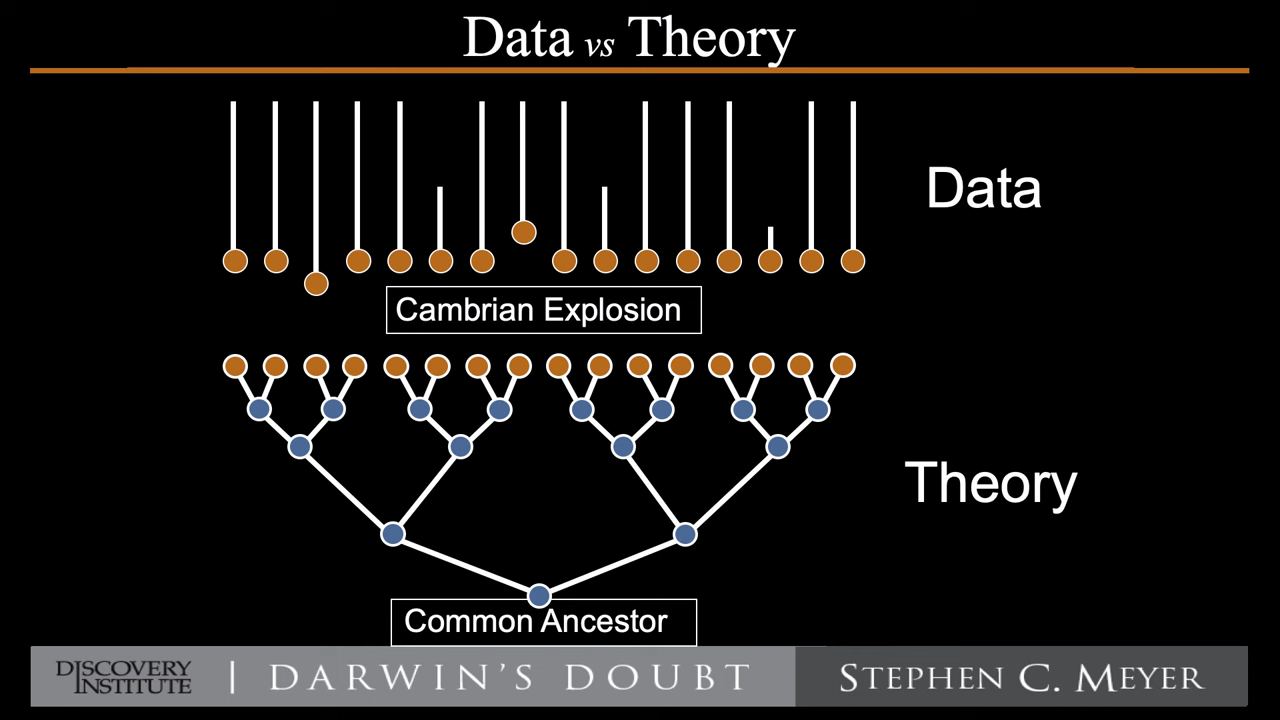 Data vs Theory
Data
Cambrian Explosion
Theory
Common Ancestor
DISCOVERY
INSTITUTE
| DARWIN'S DOUBT
STEPHEN C. MEYER